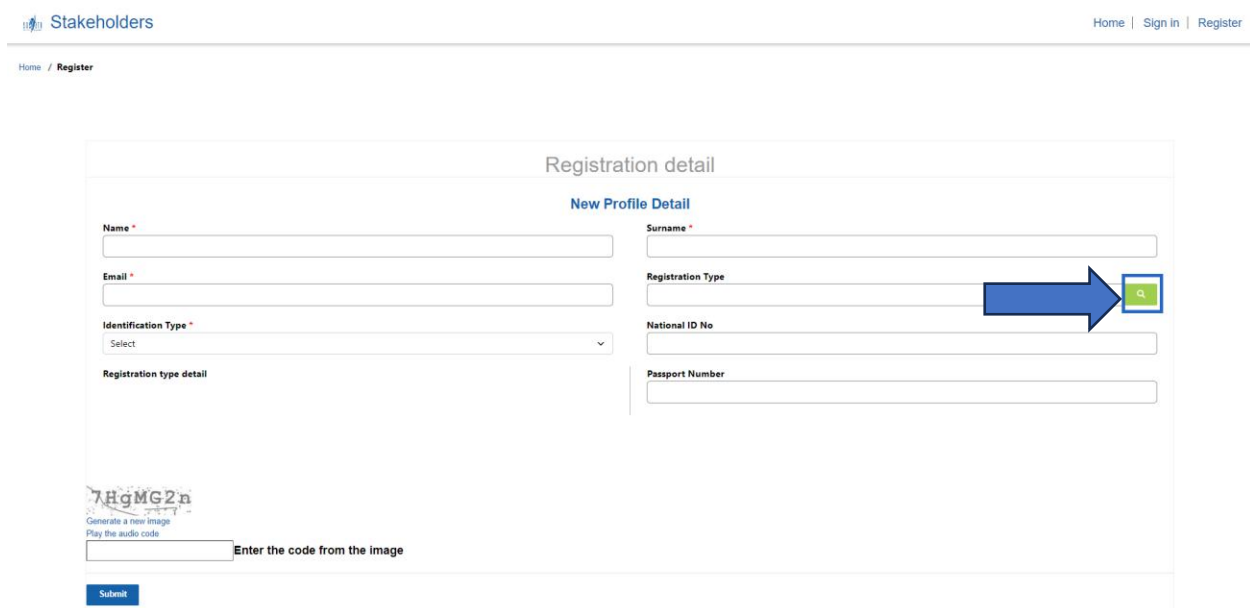 Stakeholders
Home | Sign in | Register
Home / Register
Registration detail
New Profile Detail
Name *
Surname *
Email *
Registration Type
Identification Type *
National ID No
Select
Registration type detail
Passport Number
7HgMG2n
Generate a new image
Play the audio code
Enter the code from the image
Submit